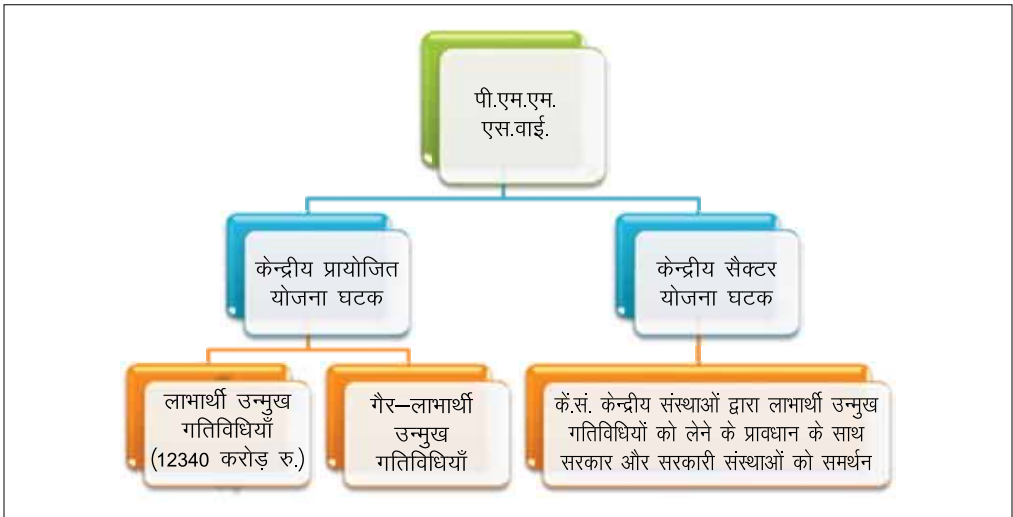 पी.एम.एम.
एस.वाई.
केन्द्रीय प्रायोजित
योजना घटक
केन्द्रीय सैक्टर
योजना घटक
लाभार्थी उन्मुख
गतिविधियाँ
(12340 करोड़ रु.)
गैर–लाभार्थी
उन्मुख
गतिविधियाँ
कें.सं. केन्द्रीय संस्थाओं द्वारा लाभार्थी उन्मुख
गतिविधियों को लेने के प्रावधान के साथ
सरकार और सरकारी संस्थाओं को समर्थन